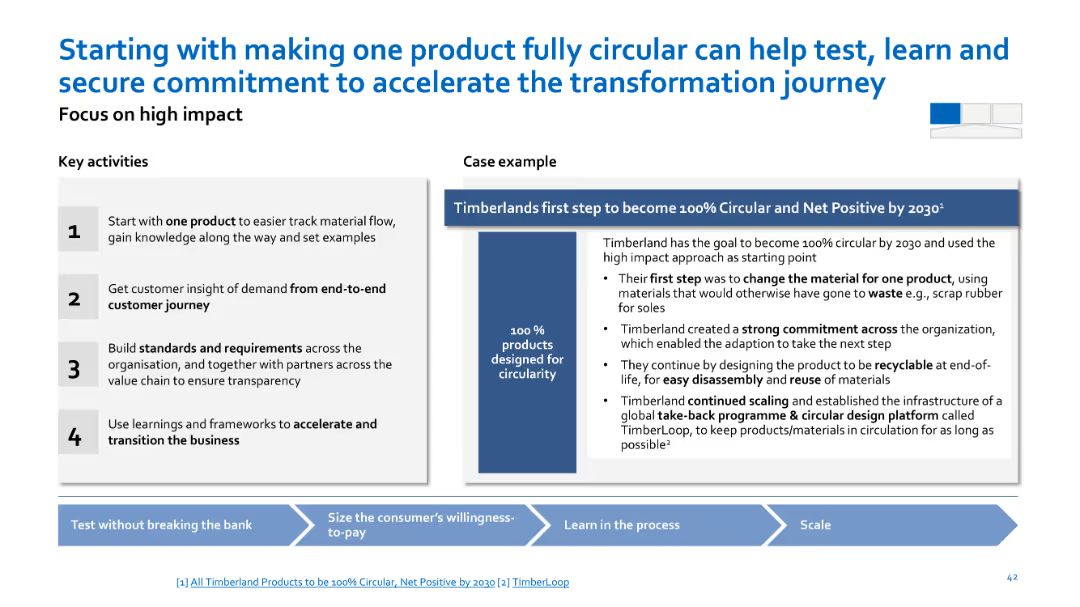 Starting with making one product fully circular can help test, learn and
secure commitment to accelerate the transformation journey
Focus on high impact
Key activities
1
Start with one product to easier track material flow,
gain knowledge along the way and set examples
2
Get customer insight of demand from end-to-end
customer journey
3
Build standards and requirements across the
organisation, and together with partners across the
value chain to ensure transparency
4
Use learnings and frameworks to accelerate and
transition the business
Case example
Timberlands first step to become 100% Circular and Net Positive by 2030¹
100 %
products
designed for
circularity
Timberland has the goal to become 100% circular by 2030 and used the
high impact approach as starting point
• Their first step was to change the material for one product, using
materials that would otherwise have gone to waste e.g., scrap rubber
for soles
• Timberland created a strong commitment across the organization,
which enabled the adaption to take the next step
• They continue by designing the product to be recyclable at end-of-
life, for easy disassembly and reuse of materials
• Timberland continued scaling and established the infrastructure of a
global take-back programme & circular design platform called
TimberLoop, to keep products/materials in circulation for as long as
possible²
Test without breaking the bank
Size the consumer's willingness-
to-pay
Learn in the process
Scale
[1] All Timberland Products to be 100% Circular, Net Positive by 2030 [2] TimberLoop
42